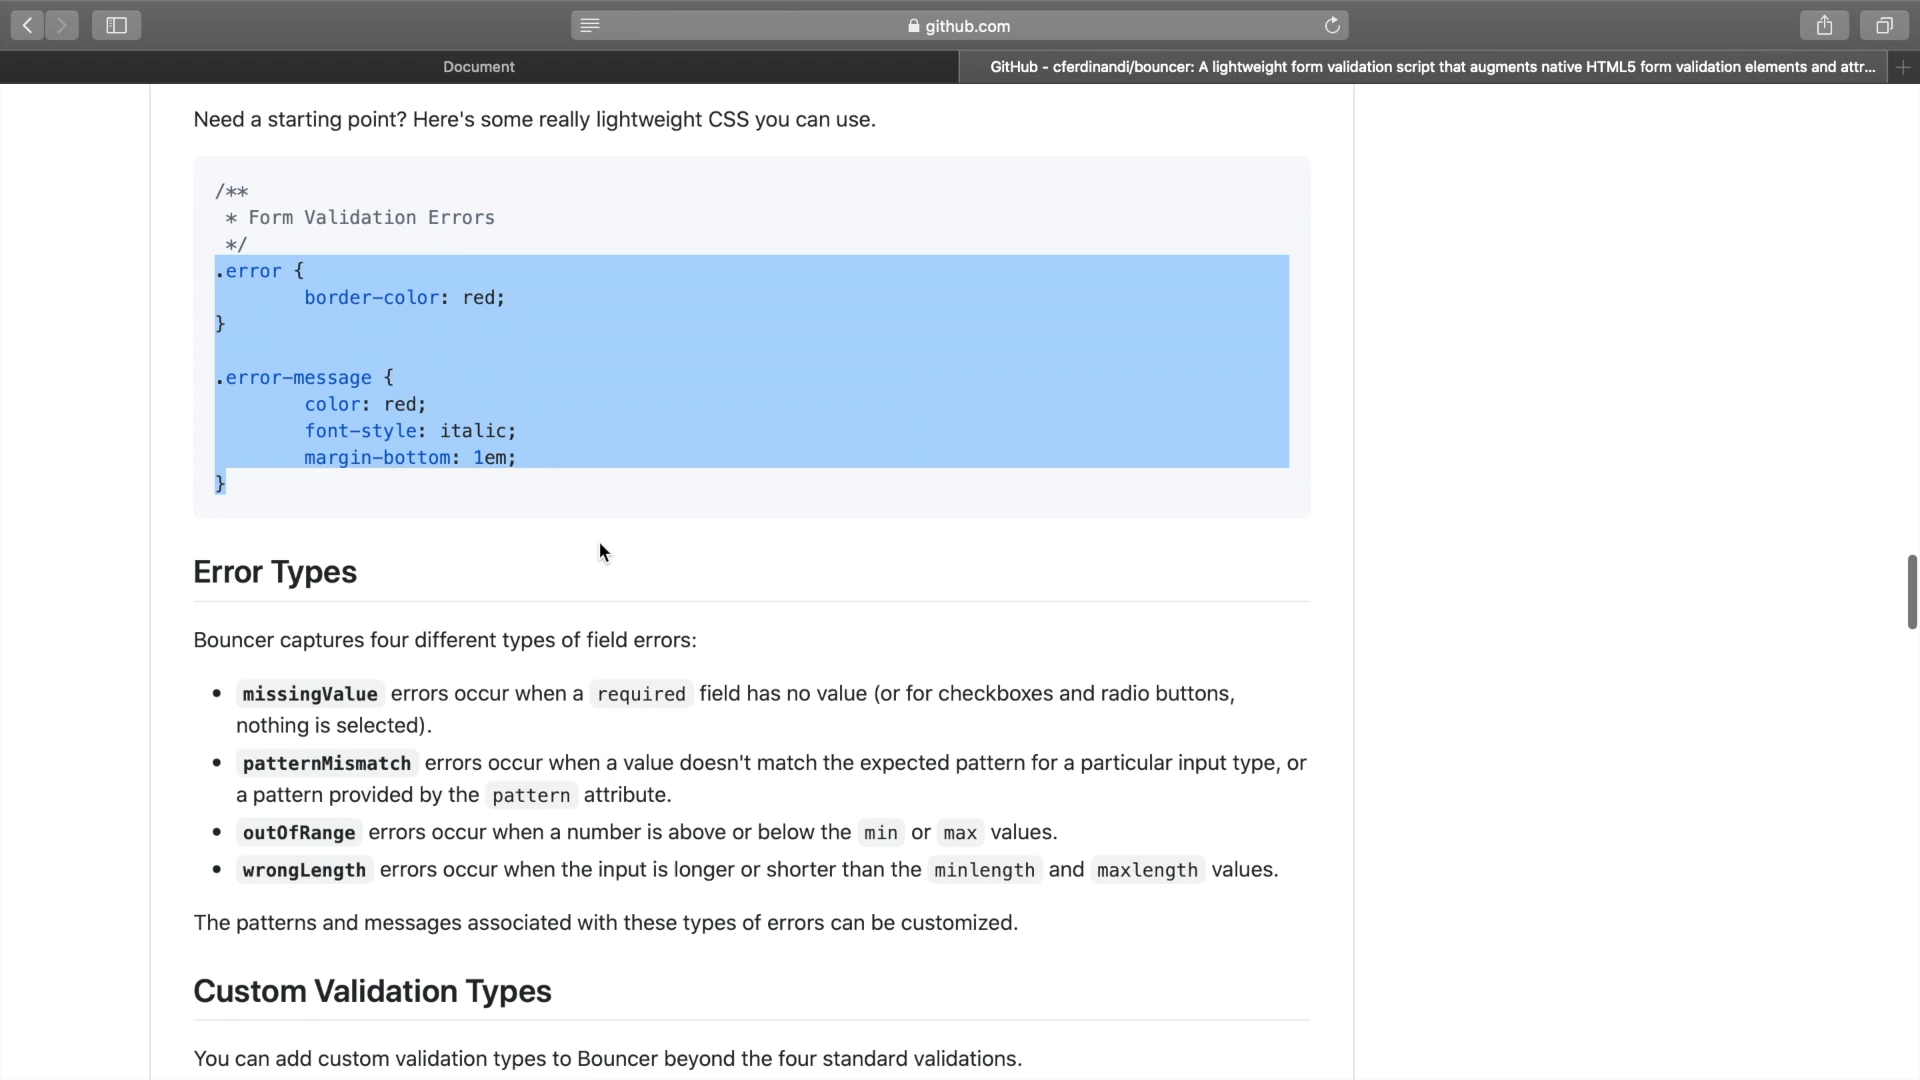 github.com
Document
GitHub - cferdinandi/bouncer: A lightweight form validation script that augments native HTML5 form validation elements and attr...
Need a starting point? Here's some really lightweight CSS you can use.
/**
 * Form Validation Errors
 */
.error {
        border-color: red;
}
.error-message {
        color: red;
        font-style: italic;
        margin-bottom: 1em;
}
Error Types
Bouncer captures four different types of field errors:
• missingValue errors occur when a required field has no value (or for checkboxes and radio buttons,
nothing is selected).
• patternMismatch errors occur when a value doesn't match the expected pattern for a particular input type, or
a pattern provided by the pattern attribute.
• outOfRange errors occur when a number is above or below the min or max values.
• wrongLength errors occur when the input is longer or shorter than the minlength and maxlength values.
The patterns and messages associated with these types of errors can be customized.
Custom Validation Types
You can add custom validation types to Bouncer beyond the four standard validations.